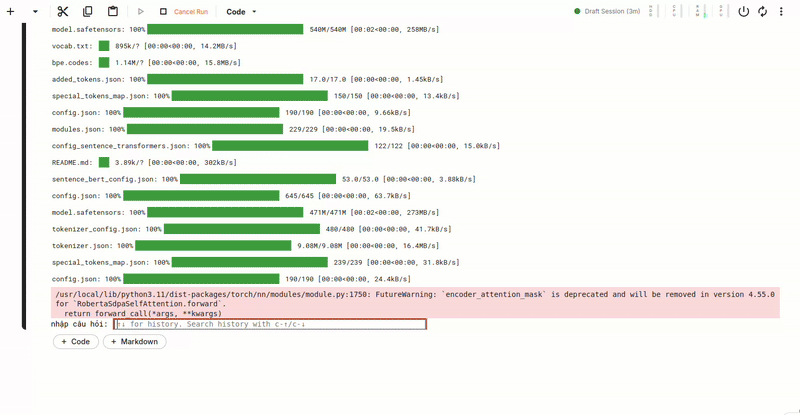 Cancel Run
Code
Draft Session (3m)
model.safetensors: 100% 540M/540M [00:02<00:00, 258MB/s]
vocab.txt: 895k/? [00:00<00:00, 14.2MB/s]
bpe.codes: 1.14M/? [00:00<00:00, 15.8MB/s]
added_tokens.json: 100% 17.0/17.0 [00:00<00:00, 1.45kB/s]
special_tokens_map.json: 100% 150/150 [00:00<00:00, 13.4kB/s]
config.json: 100% 190/190 [00:00<00:00, 9.66kB/s]
modules.json: 100% 229/229 [00:00<00:00, 19.5kB/s]
config_sentence_transformers.json: 100% 122/122 [00:00<00:00, 15.0kB/s]
README.md: 3.89k/? [00:00<00:00, 302kB/s]
sentence_bert_config.json: 100% 53.0/53.0 [00:00<00:00, 3.88kB/s]
config.json: 100% 645/645 [00:00<00:00, 63.7kB/s]
model.safetensors: 100% 471M/471M [00:02<00:00, 273MB/s]
tokenizer_config.json: 100% 480/480 [00:00<00:00, 41.7kB/s]
tokenizer.json: 100% 9.08M/9.08M [00:00<00:00, 16.4MB/s]
special_tokens_map.json: 100% 239/239 [00:00<00:00, 31.8kB/s]
config.json: 100% 190/190 [00:00<00:00, 24.4kB/s]
/usr/local/lib/python3.11/dist-packages/torch/nn/modules/module.py:1750: FutureWarning: `encoder_attention_mask` is deprecated and will be removed in version 4.55.0
for `RobertaSdpaSelfAttention.forward`.
return forward_call(*args, **kwargs)
nhập câu hỏi: ↑↓ for history. Search history with c-↑/c-↓
+ Code + Markdown